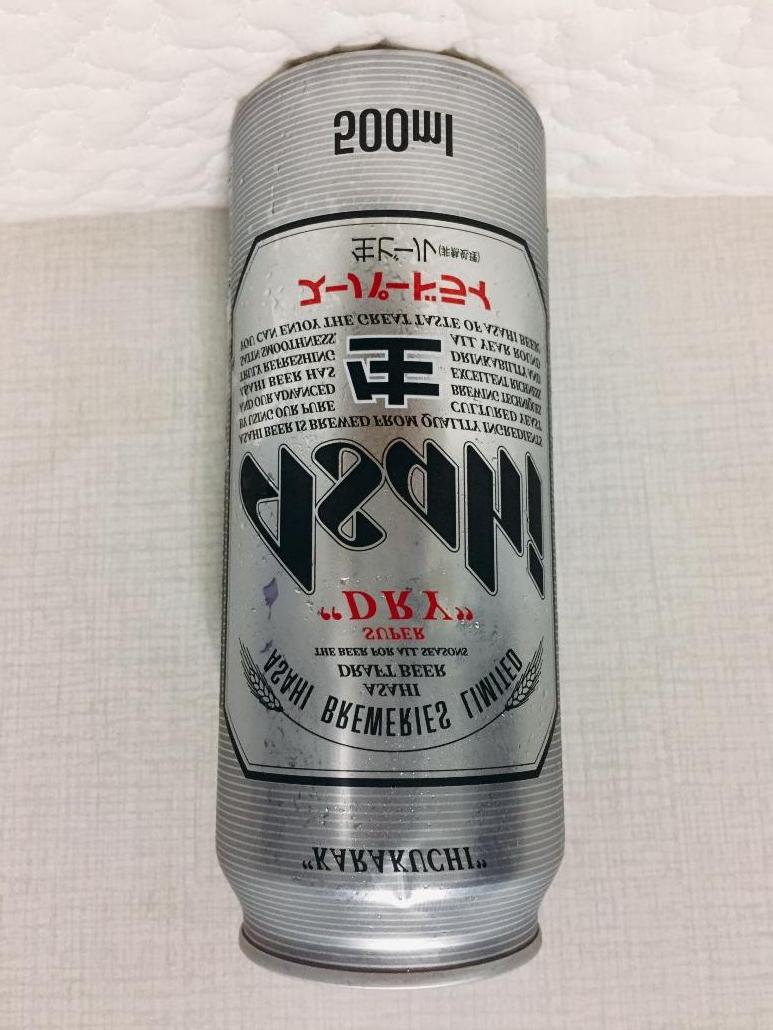 "KARAKUCHI"
ASAHI BREWERIES LIMITED
ASAHI
DRAFT BEER
THE BEER FOR ALL SEASONS
SUPER
"DRY"
Asahi
ASAHI BEER IS BREWED FROM QUALITY INGREDIENTS
BY USING OUR PURE CULTURED YEAST
AND OUR ADVANCED BREWING TECHNIQUES.
ASAHI BEER HAS EXCELLENT RICHNESS,
TRULY REFRESHING DRINKABILITY AND
SATIN SMOOTHNESS. ALL YEAR ROUND
YOU CAN ENJOY THE GREAT TASTE OF ASAHI BEER.
生
スーパードライ
生ビール(非熱処理)
500ml